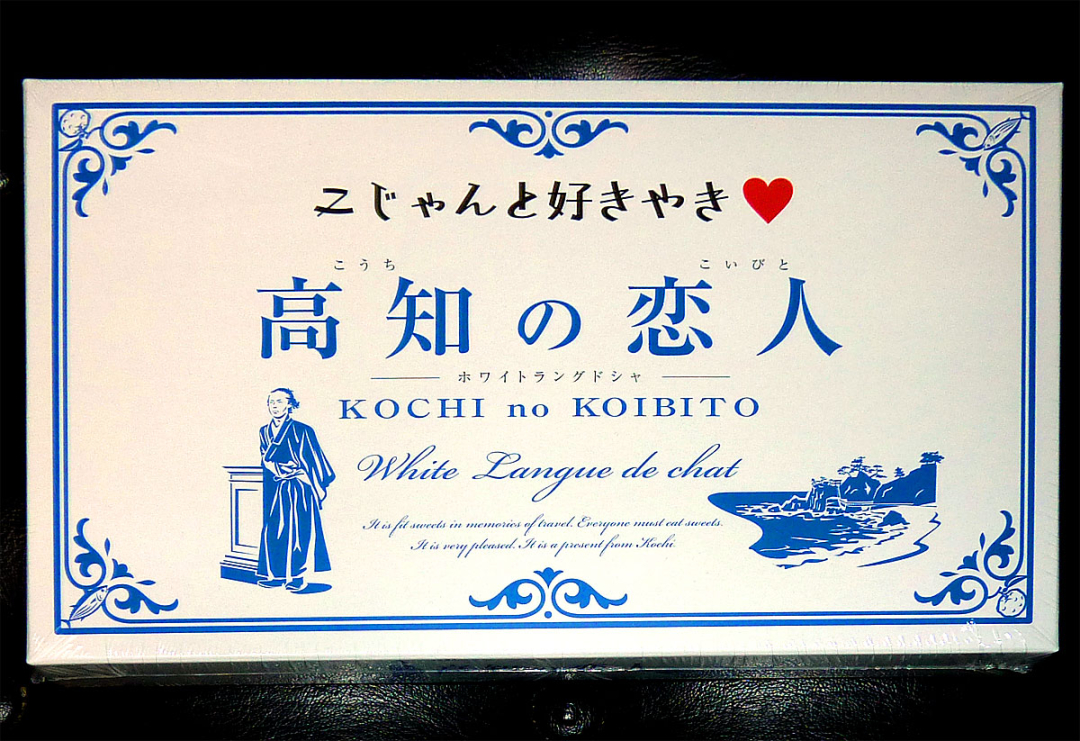 こじゃんと好きやき♥
こうち こいびと
高知の恋人
ホワイトラングドシャ
KOCHI no KOIBITO
White Langue de chat
It is fit sweets in memories of travel. Everyone must eat sweets.
It is very pleased. It is a present from Kochi.